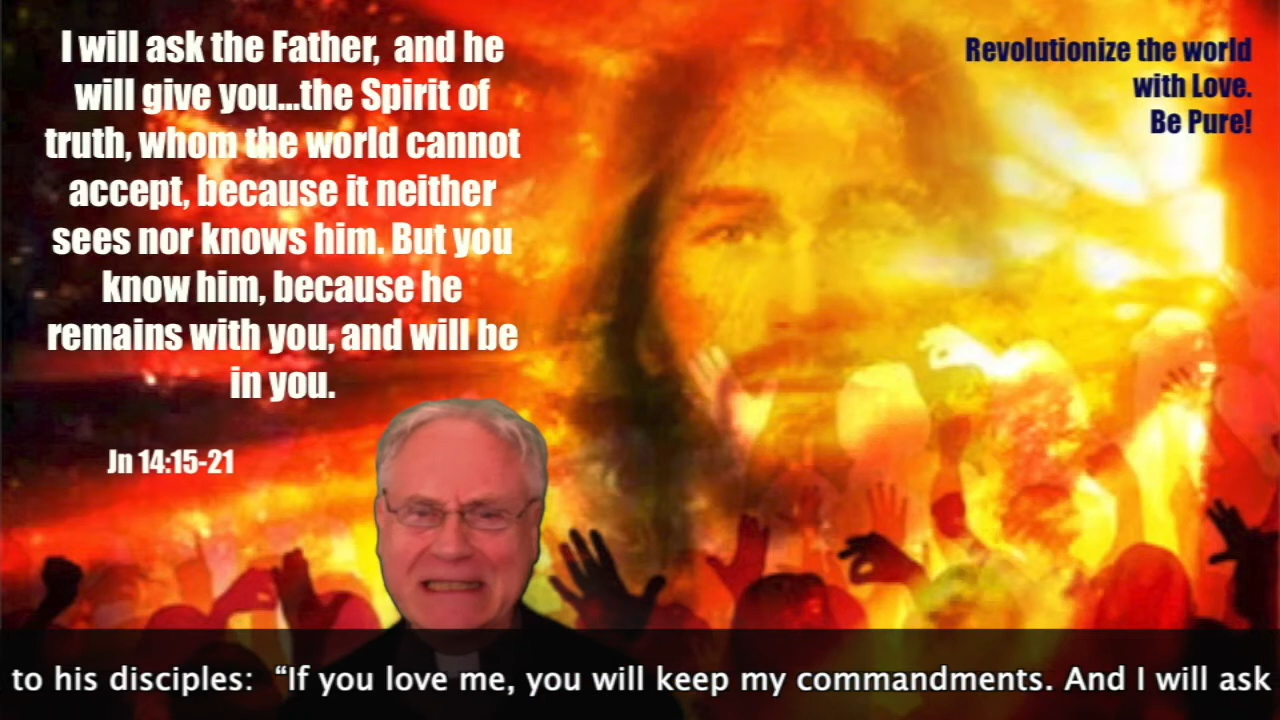 I will ask the Father,  and he
will give you...the Spirit of
truth, whom the world cannot
accept, because it neither
sees nor knows him. But you
know him, because he
remains with you, and will be
in you.
Jn 14:15-21
Revolutionize the world
with Love.
Be Pure!
to his disciples:  “If you love me, you will keep my commandments. And I will ask